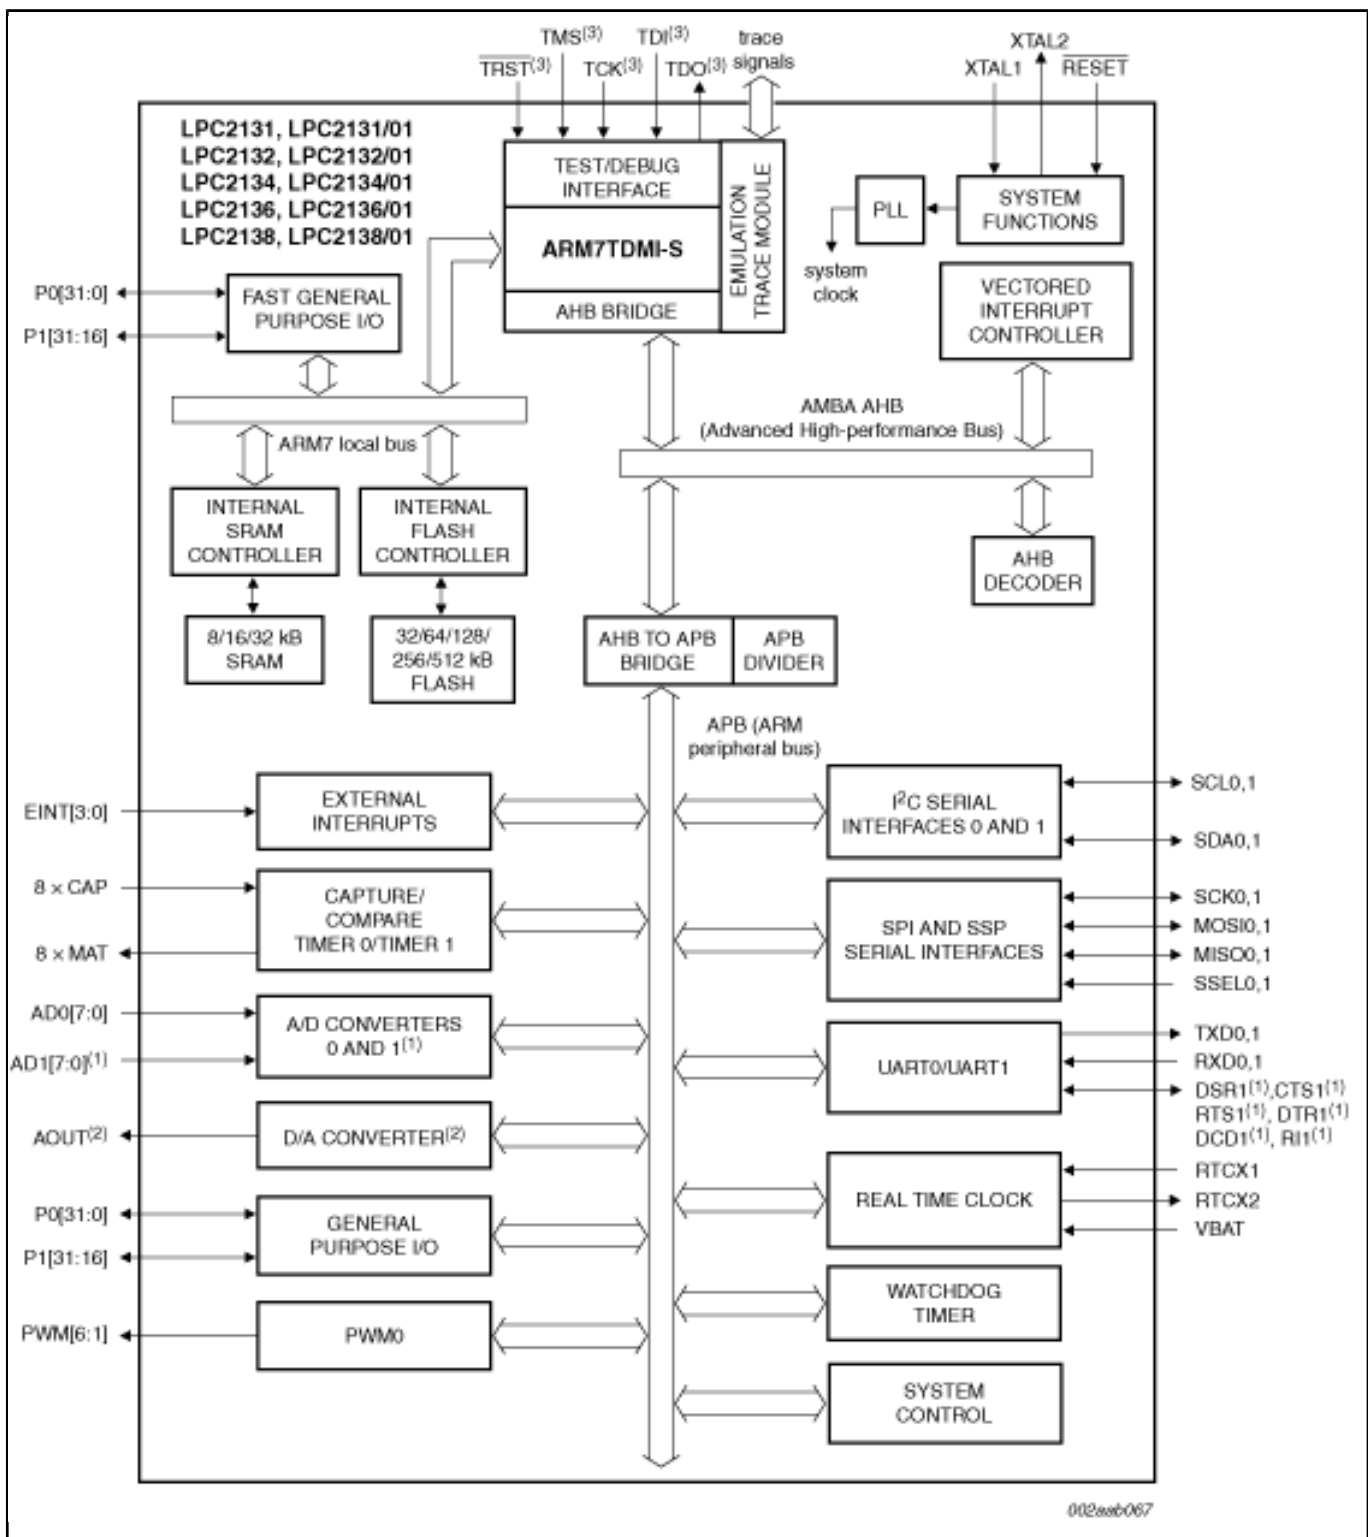 TMS(3) TDI(3) trace signals
TRST(3) TCK(3) TDO(3)
XTAL2
XTAL1 RESET
LPC2131, LPC2131/01
LPC2132, LPC2132/01
LPC2134, LPC2134/01
LPC2136, LPC2136/01
LPC2138, LPC2138/01
TEST/DEBUG
INTERFACE
ARM7TDMI-S
AHB BRIDGE
EMULATION
TRACE MODULE
PLL
SYSTEM
FUNCTIONS
system
clock
VECTORED
INTERRUPT
CONTROLLER
P0[31:0]
P1[31:16]
FAST GENERAL
PURPOSE I/O
ARM7 local bus
AMBA AHB
(Advanced High-performance Bus)
INTERNAL
SRAM
CONTROLLER
INTERNAL
FLASH
CONTROLLER
AHB
DECODER
8/16/32 kB
SRAM
32/64/128/
256/512 kB
FLASH
AHB TO APB
BRIDGE
APB
DIVIDER
APB (ARM
peripheral bus)
EINT[3:0]
EXTERNAL
INTERRUPTS
I2C SERIAL
INTERFACES 0 AND 1
SCL0,1
SDA0,1
8 × CAP
8 × MAT
CAPTURE/
COMPARE
TIMER 0/TIMER 1
SPI AND SSP
SERIAL INTERFACES
SCK0,1
MOSI0,1
MISO0,1
SSEL0,1
AD0[7:0]
AD1[7:0](1)
A/D CONVERTERS
0 AND 1(1)
UART0/UART1
TXD0,1
RXD0,1
DSR1(1),CTS1(1)
RTS1(1), DTR1(1)
DCD1(1), RI1(1)
AOUT(2)
D/A CONVERTER(2)
REAL TIME CLOCK
RTCX1
RTCX2
VBAT
P0[31:0]
P1[31:16]
GENERAL
PURPOSE I/O
WATCHDOG
TIMER
PWM[6:1]
PWM0
SYSTEM
CONTROL
002aab067